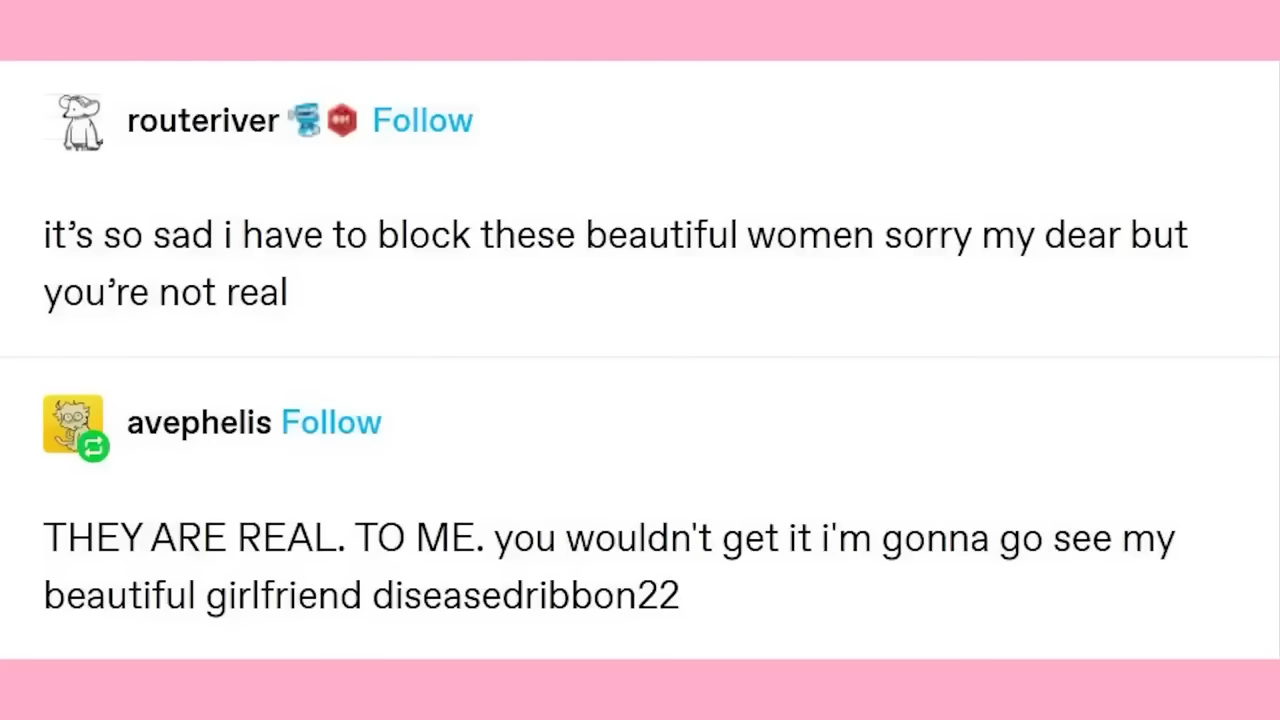 routeriver Follow
it’s so sad i have to block these beautiful women sorry my dear but
you’re not real
avephelis Follow
THEY ARE REAL. TO ME. you wouldn't get it i'm gonna go see my
beautiful girlfriend diseasedribbon22